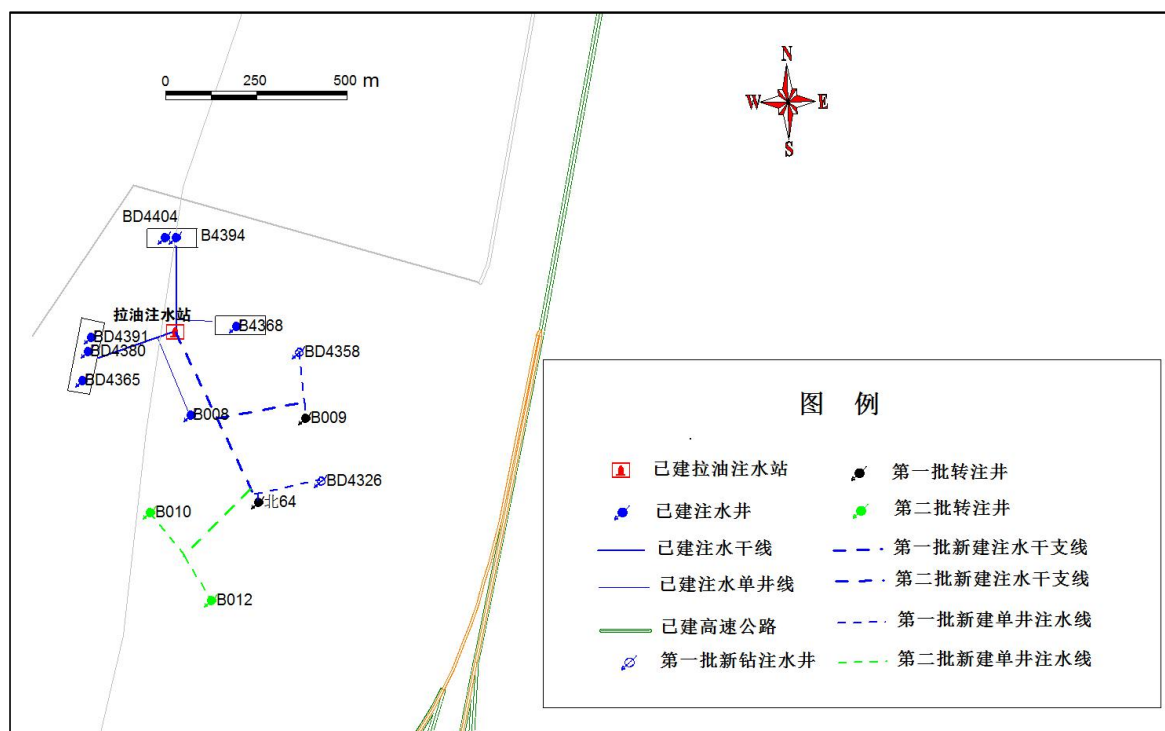 N
0 250 500 m
W E
S
BD4404
B4394
拉油注水站
B4368
BD4391
BD4380
BD4358
BD4365
B008
B009
BD4326
北64
B010
B012
图 例
已建拉油注水站
第一批转注井
已建注水井
第二批转注井
已建注水干线
第一批新建注水干支线
已建注水单井线
第二批新建注水干支线
已建高速公路
第一批新建单井注水线
第一批新钻注水井
第二批新建单井注水线